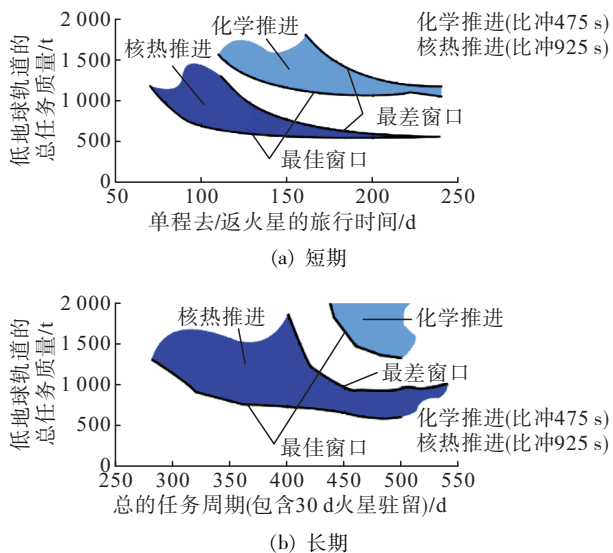 化学推进(比冲475 s)
核热推进(比冲925 s)
化学推进
核热推进
最差窗口
最佳窗口
低地球轨道的
总任务质量/t
2 000
1 500
1 000
500
0
50 100 150 200 250
单程去/返火星的旅行时间/d
(a) 短期
核热推进
化学推进
最差窗口
最佳窗口
化学推进(比冲475 s)
核热推进(比冲925 s)
低地球轨道的
总任务质量/t
2 000
1 500
1 000
500
0
250 300 350 400 450 500 550
总的任务周期(包含30 d火星驻留)/d
(b) 长期